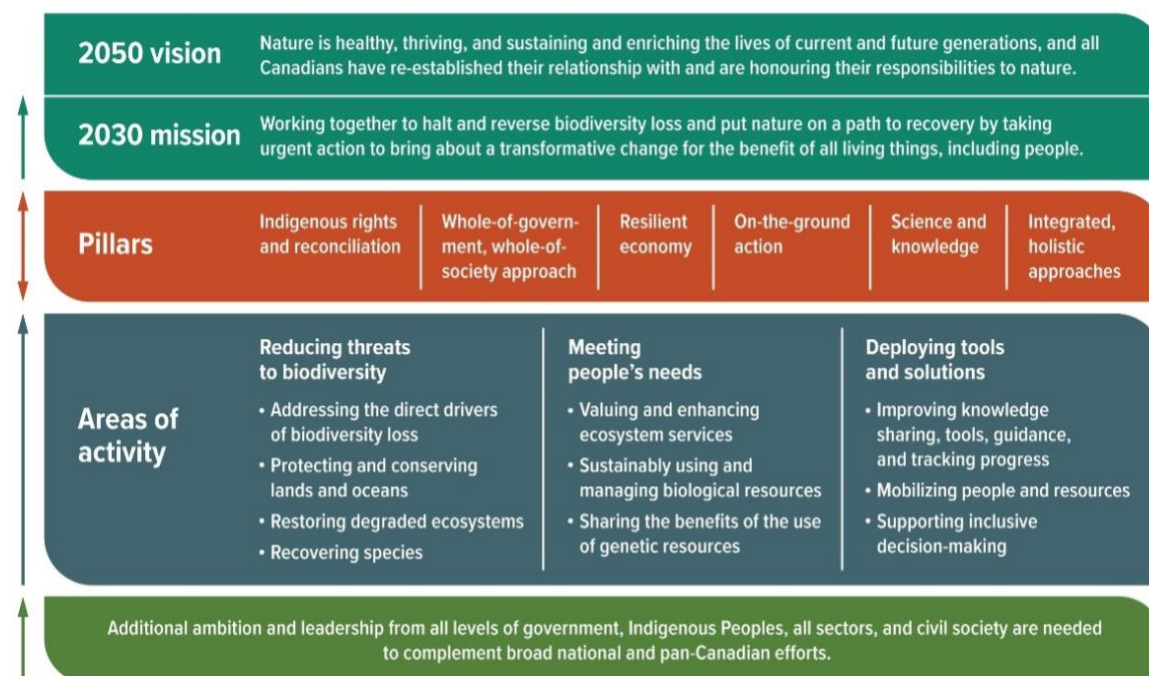 2050 vision
Nature is healthy, thriving, and sustaining and enriching the lives of current and future generations, and all
Canadians have re-established their relationship with and are honouring their responsibilities to nature.
2030 mission
Working together to halt and reverse biodiversity loss and put nature on a path to recovery by taking
urgent action to bring about a transformative change for the benefit of all living things, including people.
Pillars
Indigenous rights
and reconciliation
Whole-of-govern-
ment, whole-of-
society approach
Resilient
economy
On-the-ground
action
Science and
knowledge
Integrated,
holistic
approaches
Areas of
activity
Reducing threats
to biodiversity
• Addressing the direct drivers
of biodiversity loss
• Protecting and conserving
lands and oceans
• Restoring degraded ecosystems
• Recovering species
Meeting
people's needs
• Valuing and enhancing
ecosystem services
• Sustainably using and
managing biological resources
• Sharing the benefits of the use
of genetic resources
Deploying tools
and solutions
• Improving knowledge
sharing, tools, guidance,
and tracking progress
• Mobilizing people and resources
• Supporting inclusive
decision-making
Additional ambition and leadership from all levels of government, Indigenous Peoples, all sectors, and civil society are needed
to complement broad national and pan-Canadian efforts.